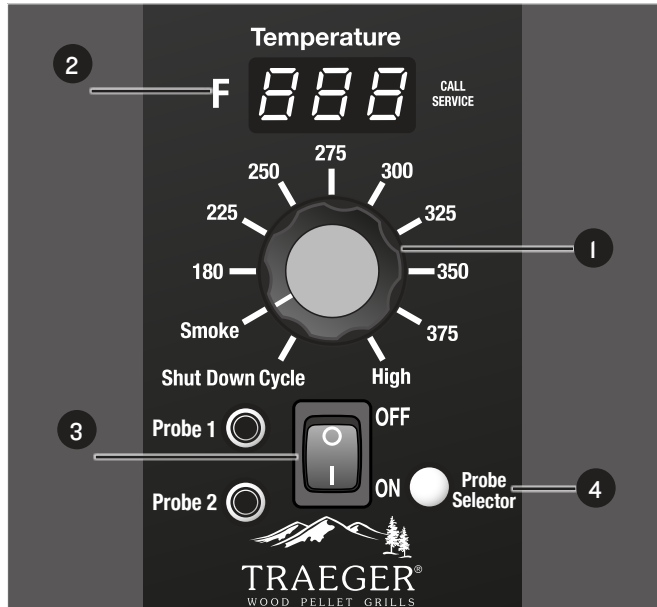 Temperature
2
F 888 CALL
SERVICE
275
250 300
225 325
1
180 350
Smoke 375
Shut Down Cycle High
3 Probe 1 OFF
Probe 2 ON Probe
Selector 4
TRAEGER®
WOOD PELLET GRILLS